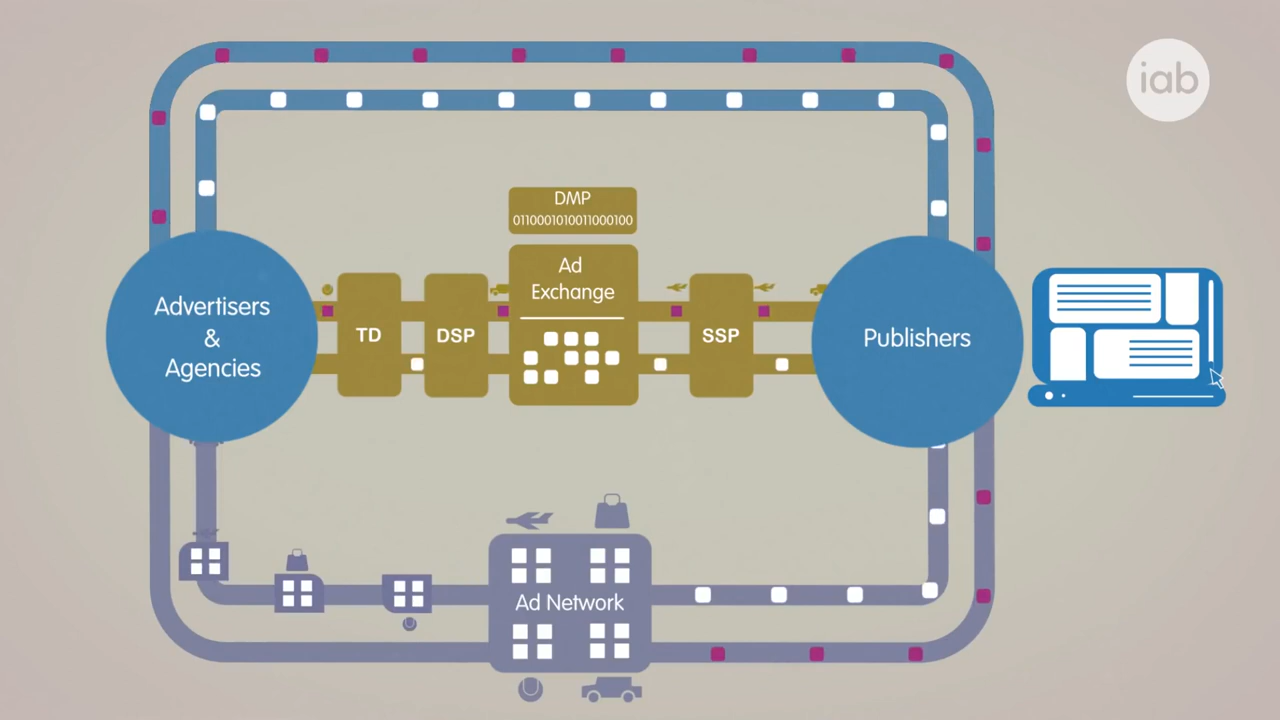 iab
DMP
0110001010011000100
Ad
Exchange
Advertisers
&
Agencies
TD
DSP
SSP
Publishers
Ad Network